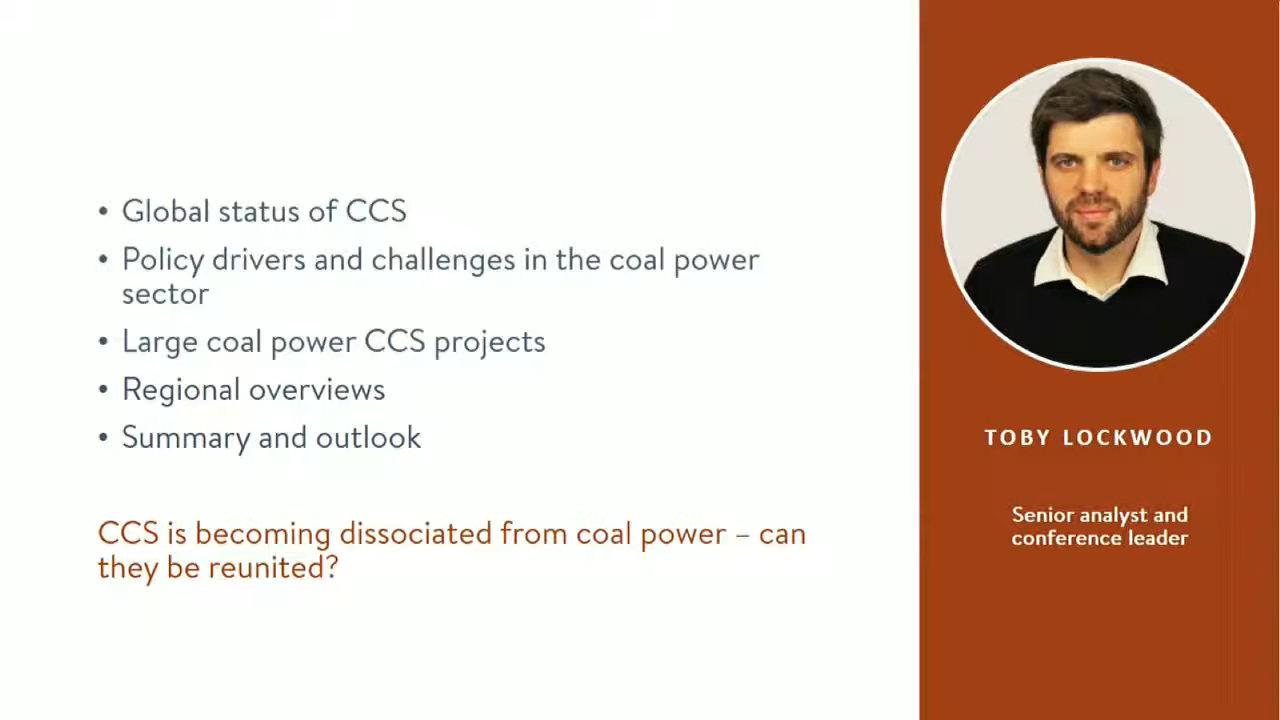 • Global status of CCS
• Policy drivers and challenges in the coal power
sector
• Large coal power CCS projects
• Regional overviews
• Summary and outlook
CCS is becoming dissociated from coal power – can
they be reunited?
TOBY LOCKWOOD
Senior analyst and
conference leader